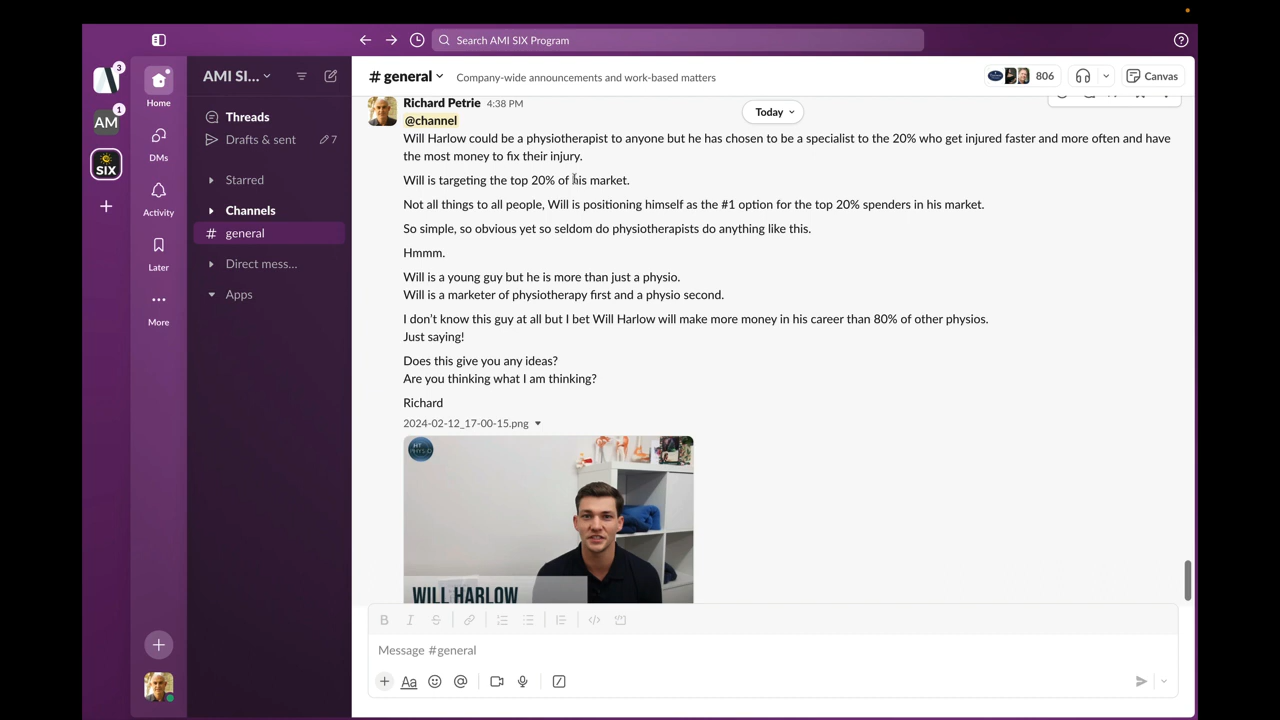 Search AMI SIX Program
3
AMI SI...
# general
Company-wide announcements and work-based matters
806
Canvas
Home
1
AM
SIX
DMs
Activity
Later
More
Threads
Drafts & sent
7
Starred
Channels
# general
Direct mess...
Apps
Richard Petrie 4:38 PM
Today
@channel
Will Harlow could be a physiotherapist to anyone but he has chosen to be a specialist to the 20% who get injured faster and more often and have
the most money to fix their injury.
Will is targeting the top 20% of his market.
Not all things to all people, Will is positioning himself as the #1 option for the top 20% spenders in his market.
So simple, so obvious yet so seldom do physiotherapists do anything like this.
Hmmm.
Will is a young guy but he is more than just a physio.
Will is a marketer of physiotherapy first and a physio second.
I don't know this guy at all but I bet Will Harlow will make more money in his career than 80% of other physios.
Just saying!
Does this give you any ideas?
Are you thinking what I am thinking?
Richard
2024-02-12_17-00-15.png
HT
PHYSIO
WILL HARLOW
B I S
Message #general
Aa